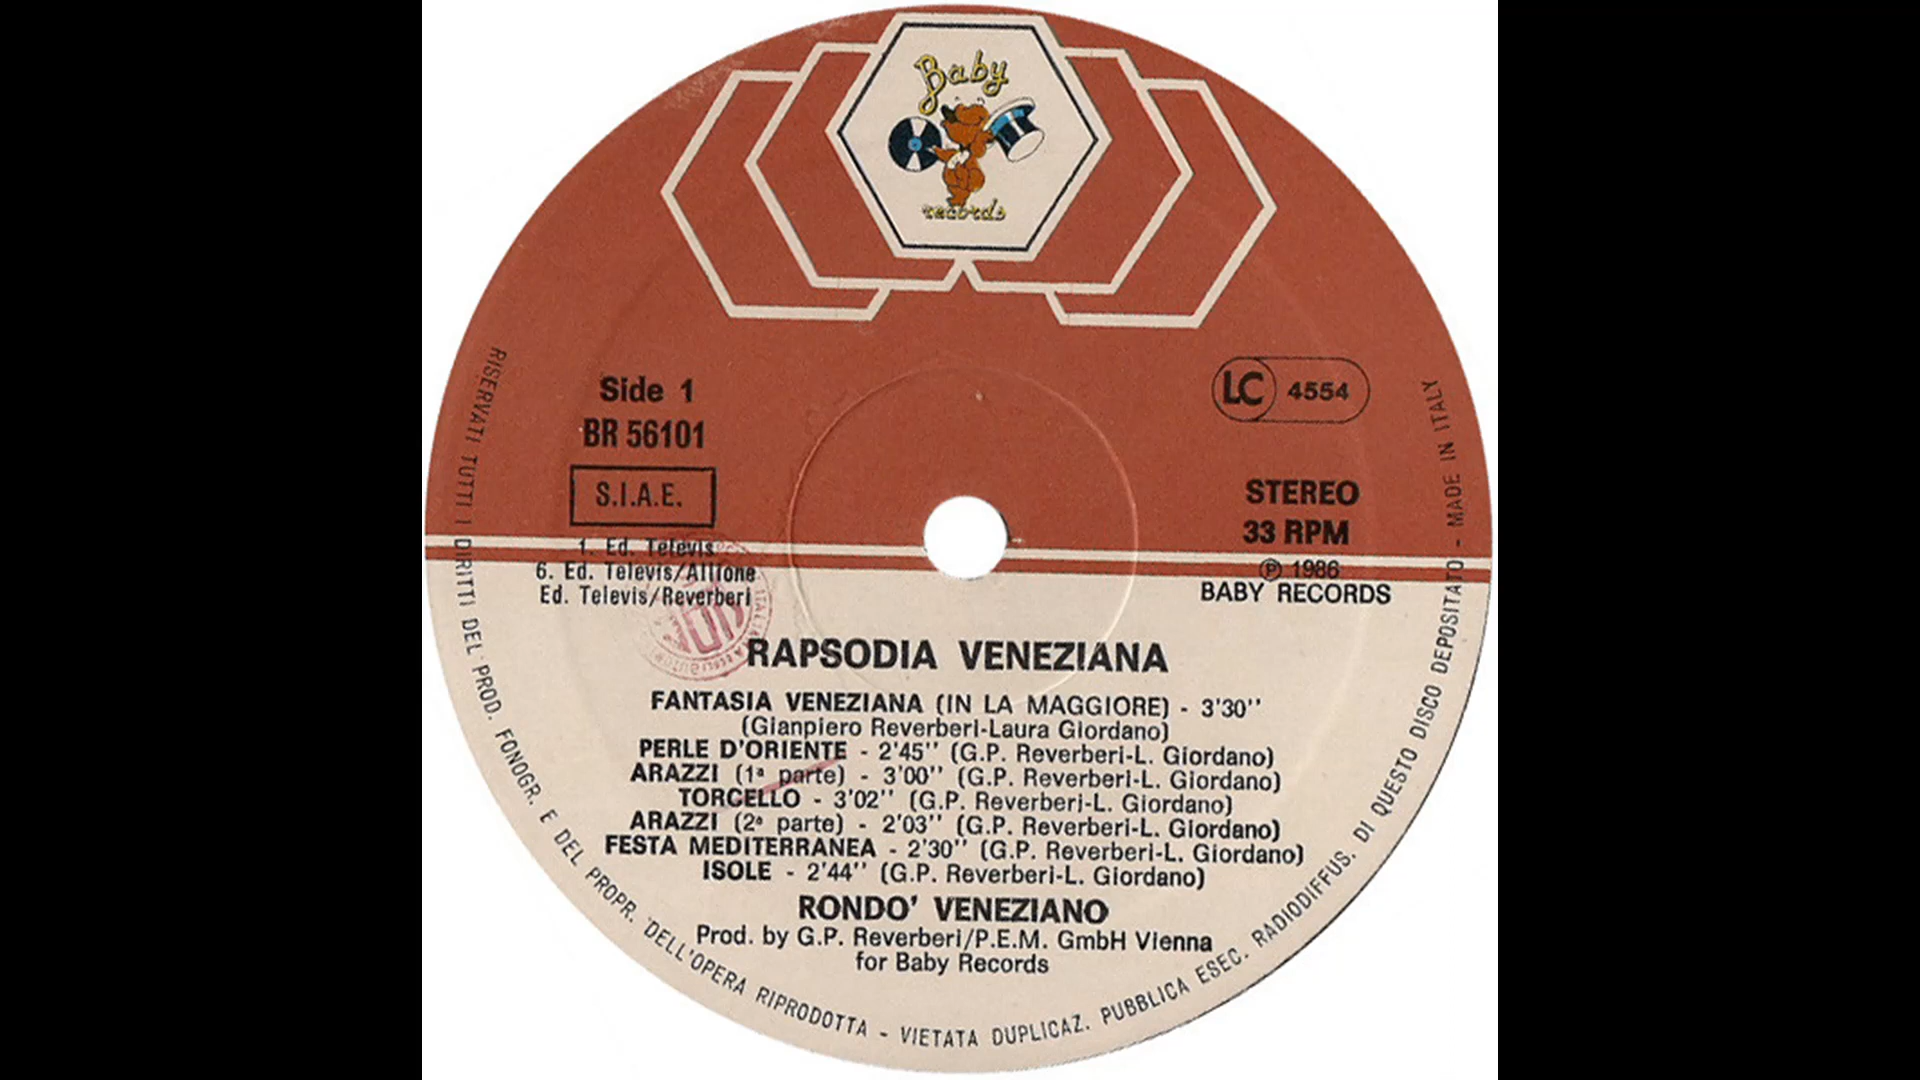 Baby
records
Side 1
BR 56101
S.I.A.E.
1. Ed. Televis
6. Ed. Televis/Allione
Ed. Televis/Reverberi
LC 4554
STEREO
33 RPM
℗ 1986
BABY RECORDS
RAPSODIA VENEZIANA
FANTASIA VENEZIANA (IN LA MAGGIORE) - 3'30''
(Gianpiero Reverberi-Laura Giordano)
PERLE D'ORIENTE - 2'45'' (G.P. Reverberi-L. Giordano)
ARAZZI (1ª parte) - 3'00'' (G.P. Reverberi-L. Giordano)
TORCELLO - 3'02'' (G.P. Reverberi-L. Giordano)
ARAZZI (2ª parte) - 2'03'' (G.P. Reverberi-L. Giordano)
FESTA MEDITERRANEA - 2'30'' (G.P. Reverberi-L. Giordano)
ISOLE - 2'44'' (G.P. Reverberi-L. Giordano)
RONDO' VENEZIANO
Prod. by G.P. Reverberi/P.E.M. GmbH Vienna
for Baby Records
RISERVATI TUTTI I DIRITTI DEL PROD. FONOGR. E DEL PROPR. DELL'OPERA RIPRODOTTA - VIETATA DUPLICAZ. PUBBLICA ESEC. RADIODIFFUS. DI QUESTO DISCO DEPOSITATO - MADE IN ITALY